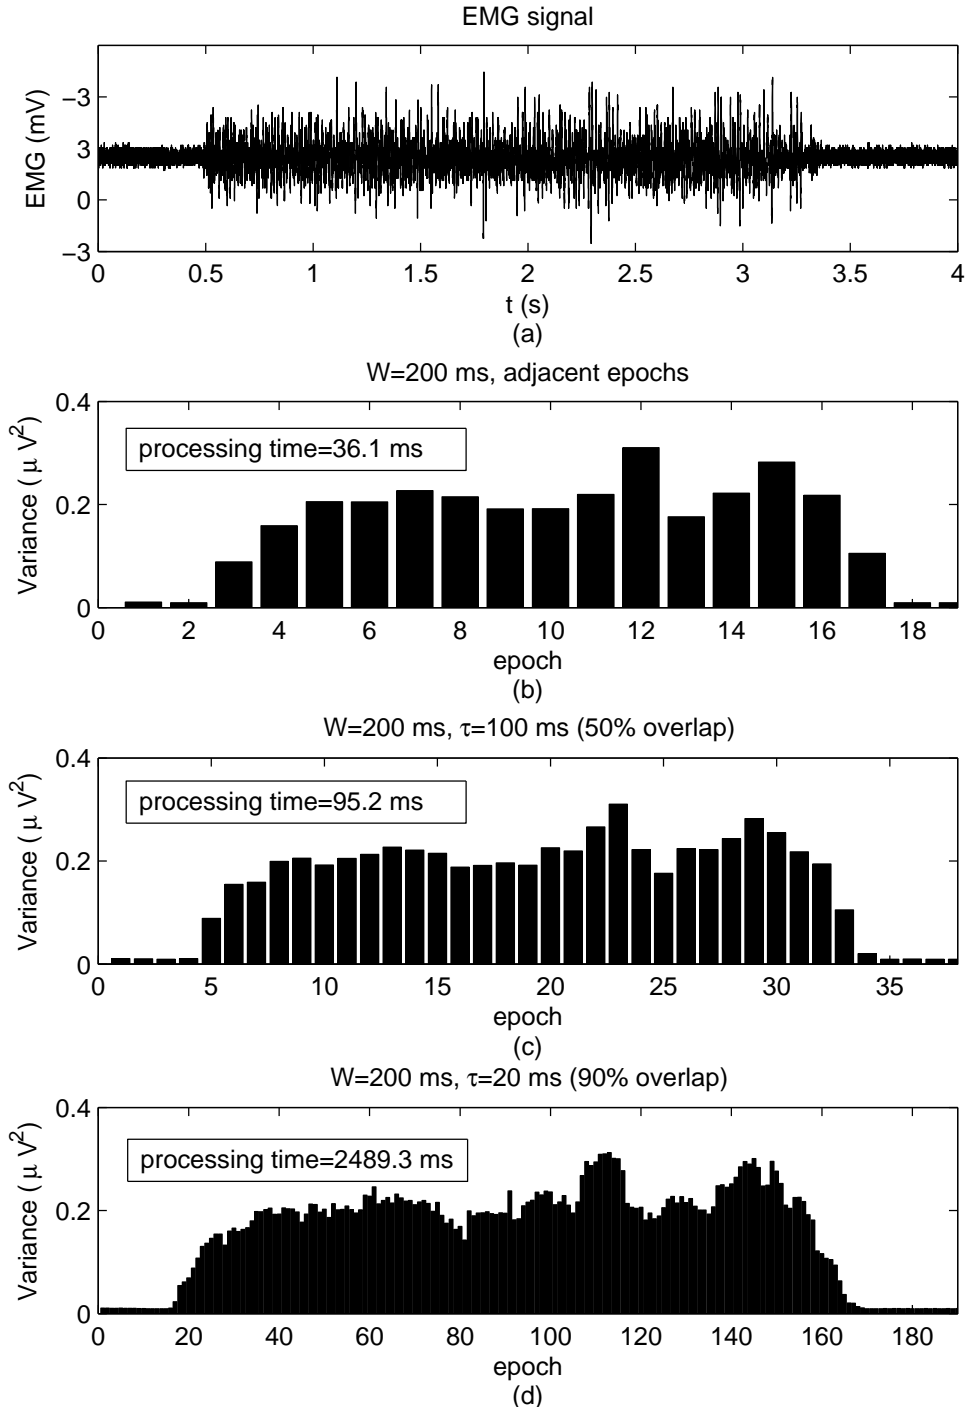 EMG signal
EMG (mV)
−3
3
0
−3
0 0.5 1 1.5 2 2.5 3 3.5 4
t (s)
(a)
W=200 ms, adjacent epochs
Variance ( μ V²)
0.4
0.2
0
processing time=36.1 ms
0 2 4 6 8 10 12 14 16 18
epoch
(b)
W=200 ms, τ=100 ms (50% overlap)
Variance ( μ V²)
0.4
0.2
0
processing time=95.2 ms
0 5 10 15 20 25 30 35
epoch
(c)
W=200 ms, τ=20 ms (90% overlap)
Variance ( μ V²)
0.4
0.2
0
processing time=2489.3 ms
0 20 40 60 80 100 120 140 160 180
epoch
(d)